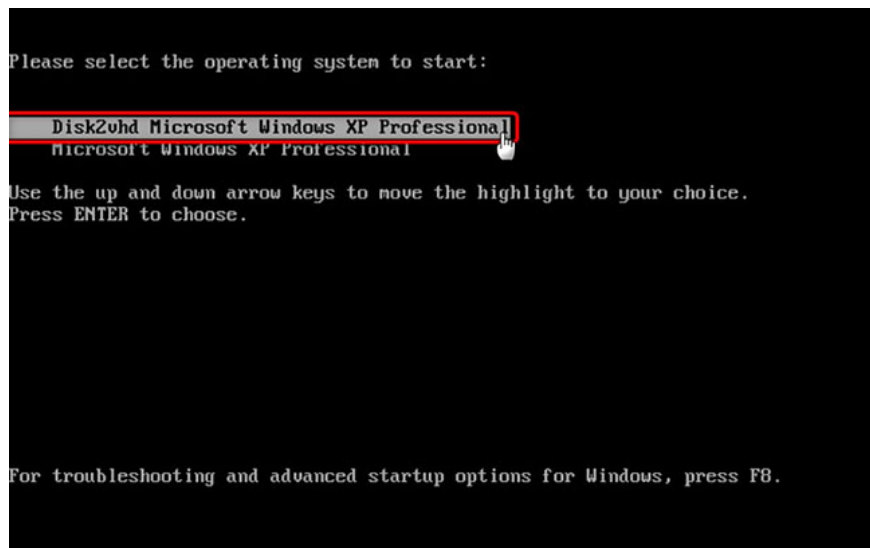 Please select the operating system to start:
Disk2vhd Microsoft Windows XP Professional
Microsoft Windows XP Professional
Use the up and down arrow keys to move the highlight to your choice.
Press ENTER to choose.
For troubleshooting and advanced startup options for Windows, press F8.